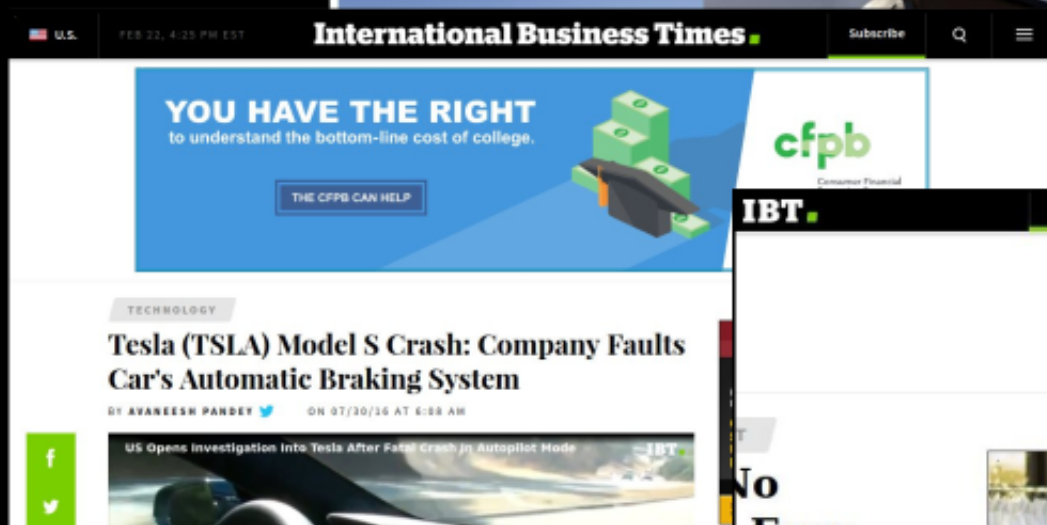 U.S.
FEB 22, 4:25 PM EST
International Business Times
Subscribe
YOU HAVE THE RIGHT
to understand the bottom-line cost of college.
THE CFPB CAN HELP
cfpb
Consumer Financial
IBT
TECHNOLOGY
Tesla (TSLA) Model S Crash: Company Faults
Car's Automatic Braking System
BY AVANEESH PANDEY
ON 07/30/16 AT 6:08 AM
US Opens Investigation Into Tesla After Fatal Crash in Autopilot Mode
IBT
f
T
No